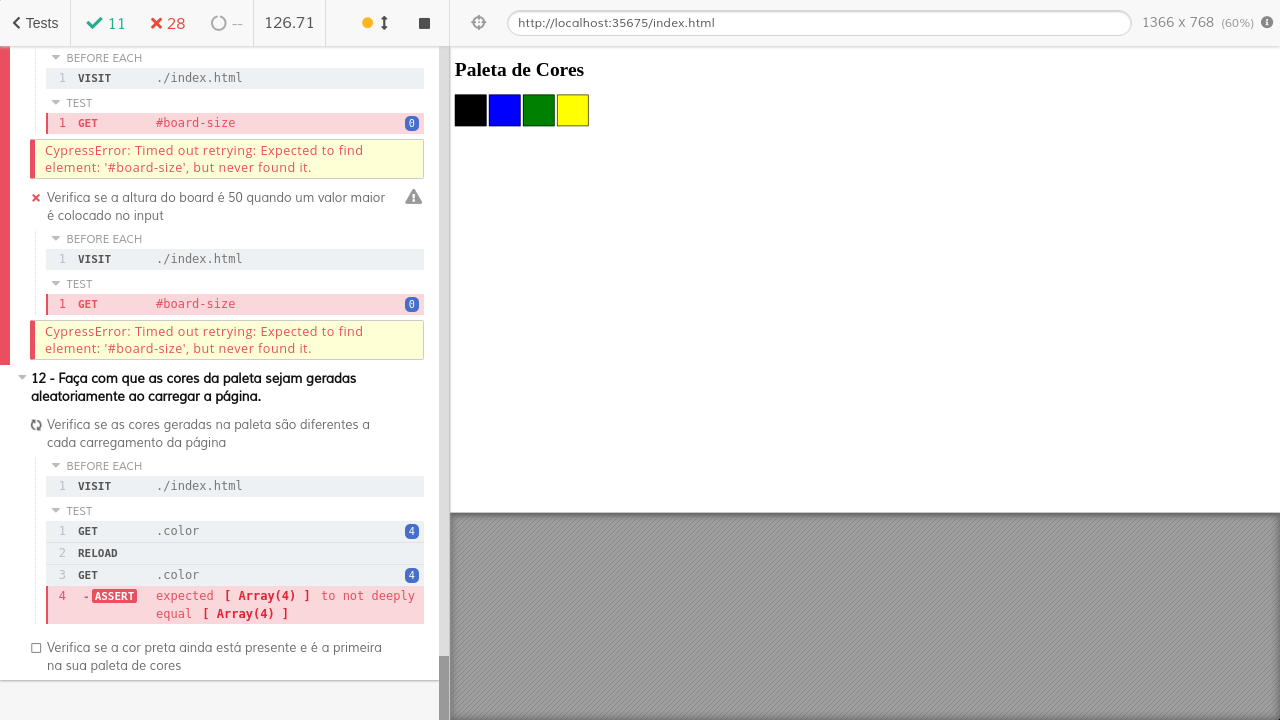 Tests
11
28
--
126.71
http://localhost:35675/index.html
1366 x 768 (60%)
BEFORE EACH
1 VISIT ./index.html
TEST
1 GET #board-size 0
CypressError: Timed out retrying: Expected to find
element: '#board-size', but never found it.
Verifica se a altura do board é 50 quando um valor maior
é colocado no input
BEFORE EACH
1 VISIT ./index.html
TEST
1 GET #board-size 0
CypressError: Timed out retrying: Expected to find
element: '#board-size', but never found it.
12 - Faça com que as cores da paleta sejam geradas
aleatoriamente ao carregar a página.
Verifica se as cores geradas na paleta são diferentes a
cada carregamento da página
BEFORE EACH
1 VISIT ./index.html
TEST
1 GET .color 4
2 RELOAD
3 GET .color 4
4 -ASSERT expected [ Array(4) ] to not deeply
equal [ Array(4) ]
Verifica se a cor preta ainda está presente e é a primeira
na sua paleta de cores
Paleta de Cores